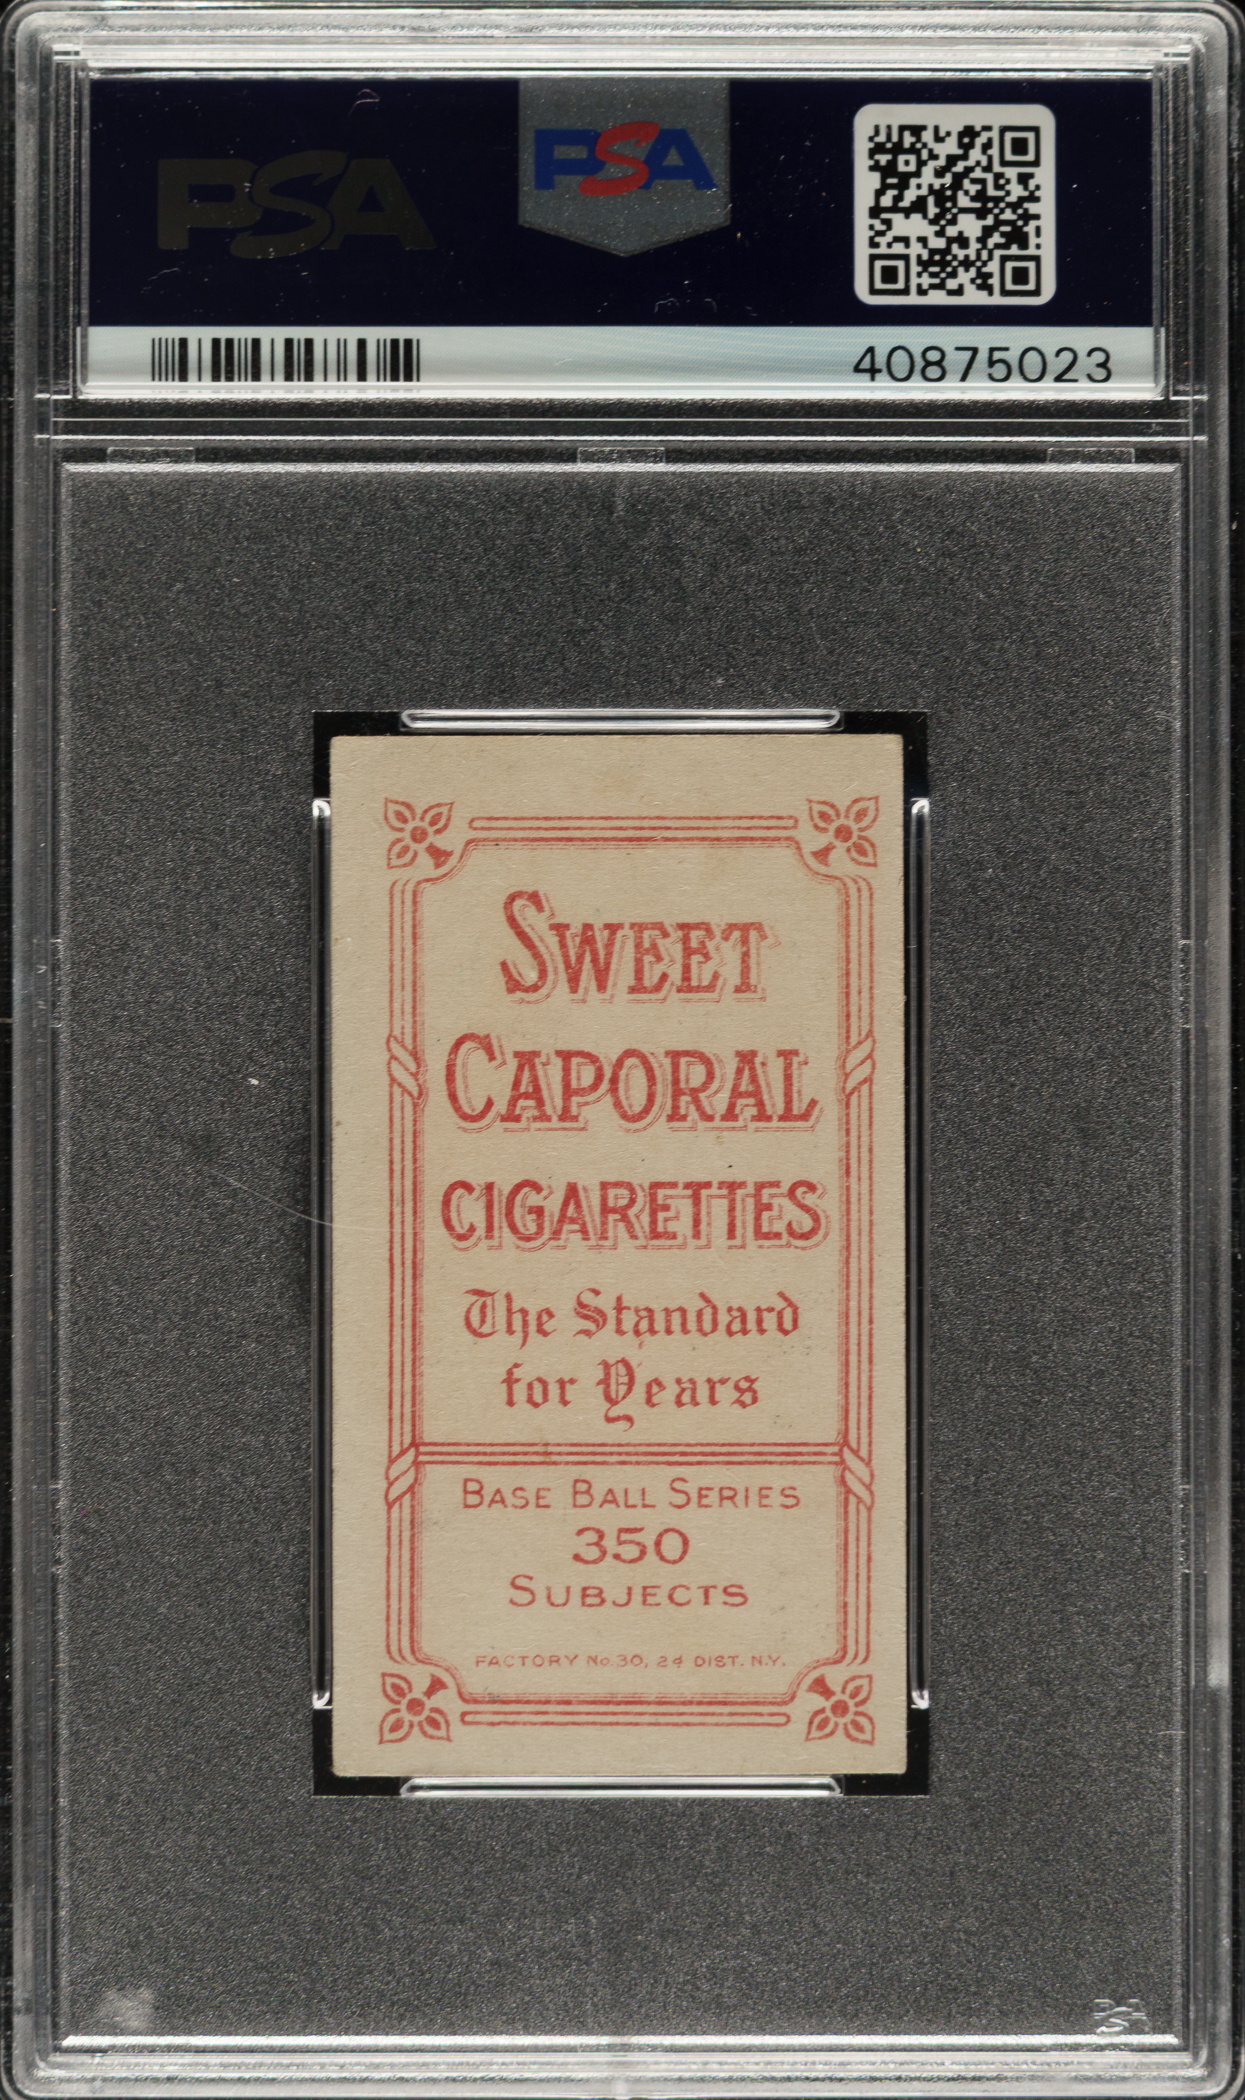 PSA
PSA
40875023
SWEET
CAPORAL
CIGARETTES
The Standard
for Years
BASE BALL SERIES
350
SUBJECTS
FACTORY No. 30, 2d DIST. N.Y.
PSA